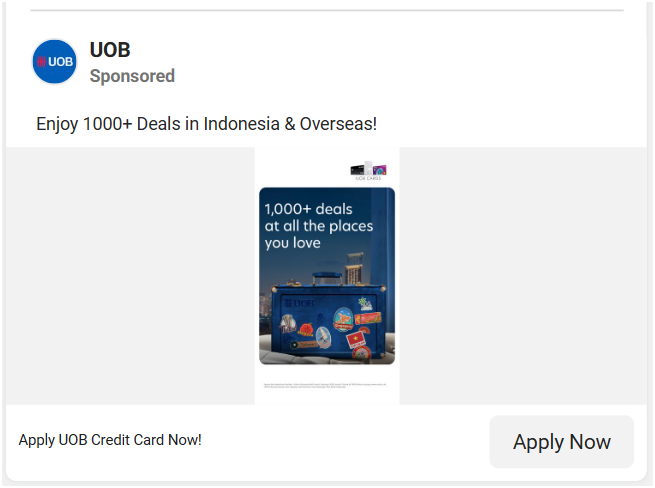 UOB
UOB
Sponsored
Enjoy 1000+ Deals in Indonesia & Overseas!
UOB CARDS
1,000+ deals
at all the places
you love
UOB
Apply UOB Credit Card Now!
Apply Now